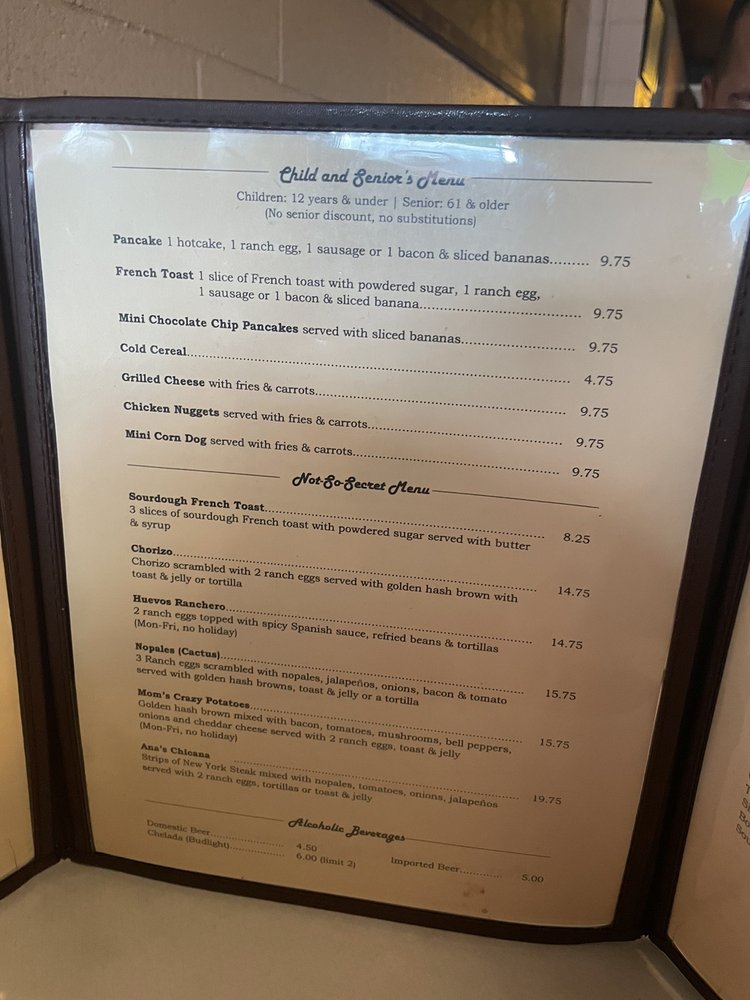 Child and Senior's Menu
Children: 12 years & under | Senior: 61 & older
(No senior discount, no substitutions)
Pancake 1 hotcake, 1 ranch egg, 1 sausage or 1 bacon & sliced bananas......... 9.75
French Toast 1 slice of French toast with powdered sugar, 1 ranch egg,
1 sausage or 1 bacon & sliced banana........................................ 9.75
Mini Chocolate Chip Pancakes served with sliced bananas............................ 9.75
Cold Cereal............................................................................................... 4.75
Grilled Cheese with fries & carrots............................................................ 9.75
Chicken Nuggets served with fries & carrots............................................... 9.75
Mini Corn Dog served with fries & carrots.................................................. 9.75
Not-So-Secret Menu
Sourdough French Toast..................................................................... 8.25
3 slices of sourdough French toast with powdered sugar served with butter
& syrup
Chorizo............................................................................................ 14.75
Chorizo scrambled with 2 ranch eggs served with golden hash brown with
toast & jelly or tortilla
Huevos Ranchero............................................................................... 14.75
2 ranch eggs topped with spicy Spanish sauce, refried beans & tortillas
(Mon-Fri, no holiday)
Nopales (Cactus)............................................................................... 15.75
3 Ranch eggs scrambled with nopales, jalapeños, onions, bacon & tomato
served with golden hash browns, toast & jelly or a tortilla
Mom's Crazy Potatoes........................................................................ 15.75
Golden hash brown mixed with bacon, tomatoes, mushrooms, bell peppers,
onions and cheddar cheese served with 2 ranch eggs, toast & jelly
(Mon-Fri, no holiday)
Ana's Chicana ................................................................................. 19.75
Strips of New York Steak mixed with nopales, tomatoes, onions, jalapeños
served with 2 ranch eggs, tortillas or toast & jelly
Alcoholic Beverages
Domestic Beer....................... 4.50
Chelada (Budlight)................. 6.00 (limit 2)
Imported Beer.................. 5.00